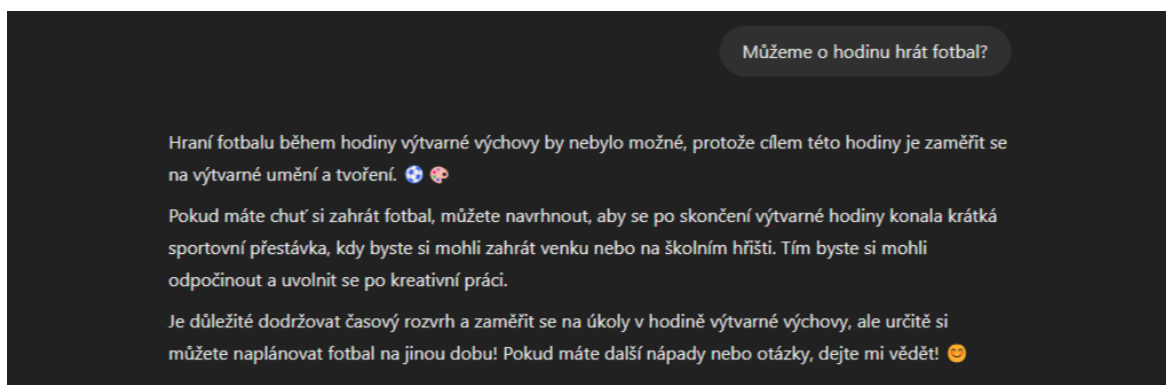 Můžeme o hodinu hrát fotbal?
Hraní fotbalu během hodiny výtvarné výchovy by nebylo možné, protože cílem této hodiny je zaměřit se
na výtvarné umění a tvoření. ⚽ 🎨
Pokud máte chuť si zahrát fotbal, můžete navrhnout, aby se po skončení výtvarné hodiny konala krátká
sportovní přestávka, kdy byste si mohli zahrát venku nebo na školním hřišti. Tím byste si mohli
odpočinout a uvolnit se po kreativní práci.
Je důležité dodržovat časový rozvrh a zaměřit se na úkoly v hodině výtvarné výchovy, ale určitě si
můžete naplánovat fotbal na jinou dobu! Pokud máte další nápady nebo otázky, dejte mi vědět! 😊